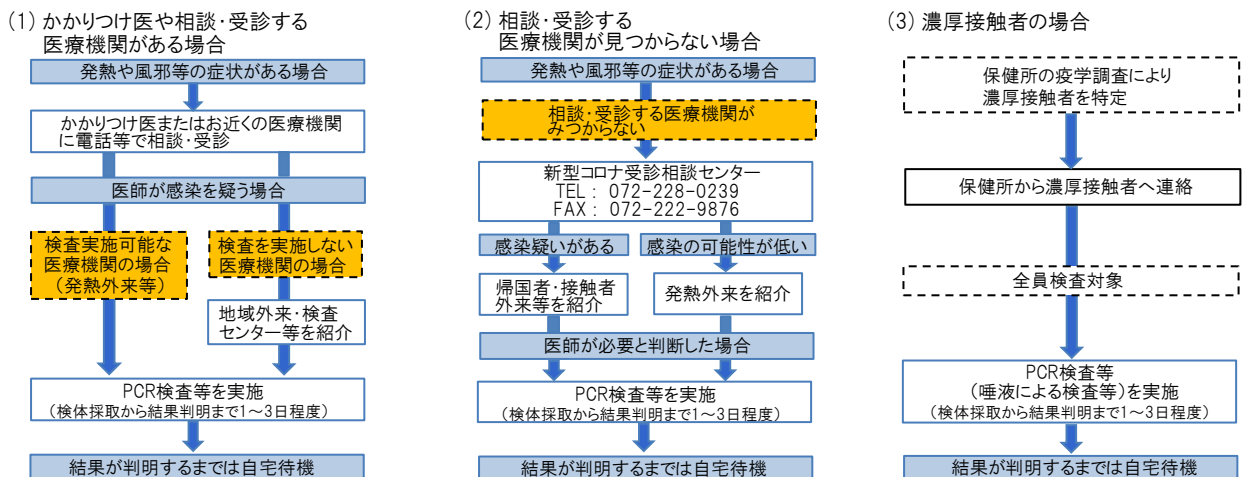 (1) かかりつけ医や相談・受診する
医療機関がある場合
発熱や風邪等の症状がある場合
かかりつけ医またはお近くの医療機関
に電話等で相談・受診
医師が感染を疑う場合
検査実施可能な
医療機関の場合
(発熱外来等)
検査を実施しない
医療機関の場合
地域外来・検査
センター等を紹介
PCR検査等を実施
(検体採取から結果判明まで1~3日程度)
結果が判明するまでは自宅待機
(2) 相談・受診する
医療機関が見つからない場合
発熱や風邪等の症状がある場合
相談・受診する医療機関が
みつからない
新型コロナ受診相談センター
TEL : 072-228-0239
FAX : 072-222-9876
感染疑いがある
感染の可能性が低い
帰国者・接触者
外来等を紹介
発熱外来を紹介
医師が必要と判断した場合
PCR検査等を実施
(検体採取から結果判明まで1~3日程度)
結果が判明するまでは自宅待機
(3) 濃厚接触者の場合
保健所の疫学調査により
濃厚接触者を特定
保健所から濃厚接触者へ連絡
全員検査対象
PCR検査等
(唾液による検査等)を実施
(検体採取から結果判明まで1~3日程度)
結果が判明するまでは自宅待機